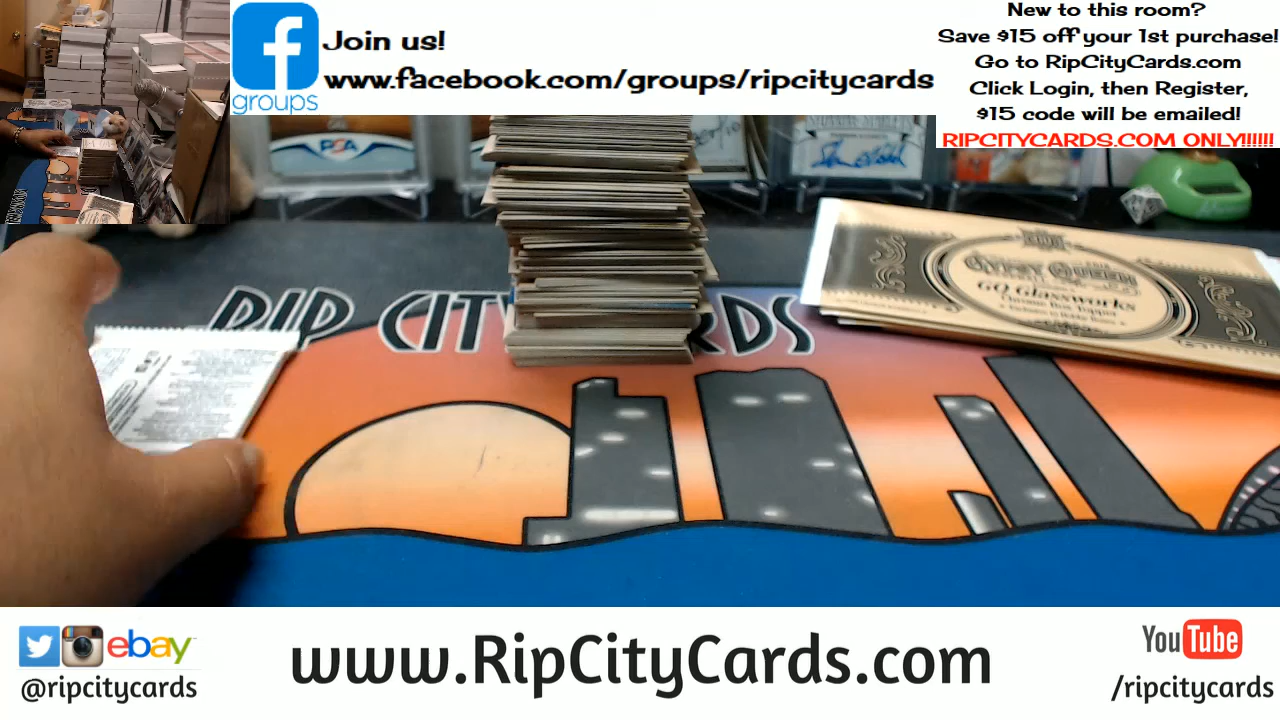 Join us!
www.facebook.com/groups/ripcitycards
groups
New to this room?
Save $15 off your 1st purchase!
Go to RipCityCards.com
Click Login, then Register,
$15 code will be emailed!
RIPCITYCARDS.COM ONLY!!!!!!
PSA
RIP CITY CARDS
GYPSY QUEEN
GQ Glassworks
ebay
@ripcitycards
www.RipCityCards.com
YouTube
/ripcitycards